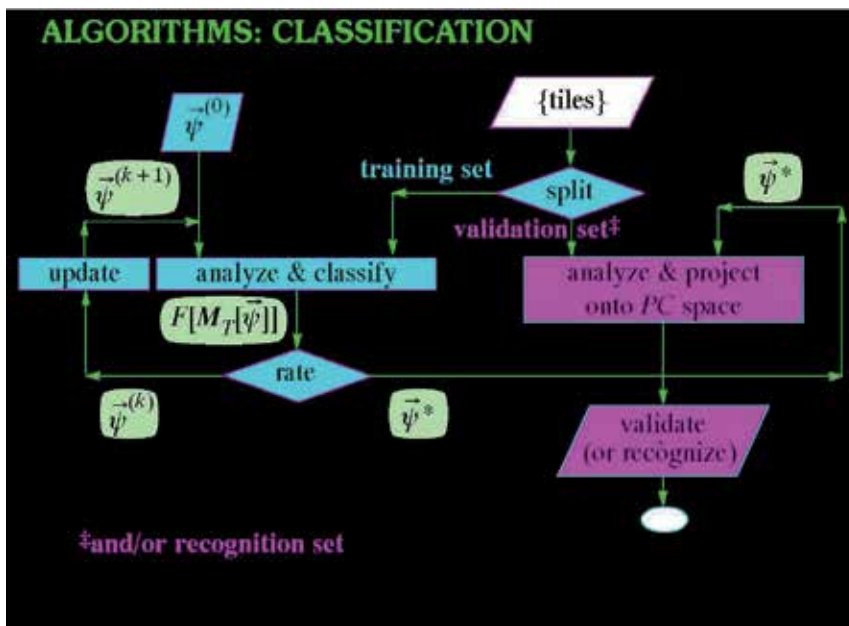 ALGORITHMS: CLASSIFICATION
{tiles}
ψ⃗^(0)
training set
split
ψ⃗^(k+1)
ψ⃗*
validation set‡
update
analyze & classify
analyze & project
onto PC space
F[M_T[ψ⃗]]
rate
ψ⃗^(k)
ψ⃗*
validate
(or recognize)
‡and/or recognition set